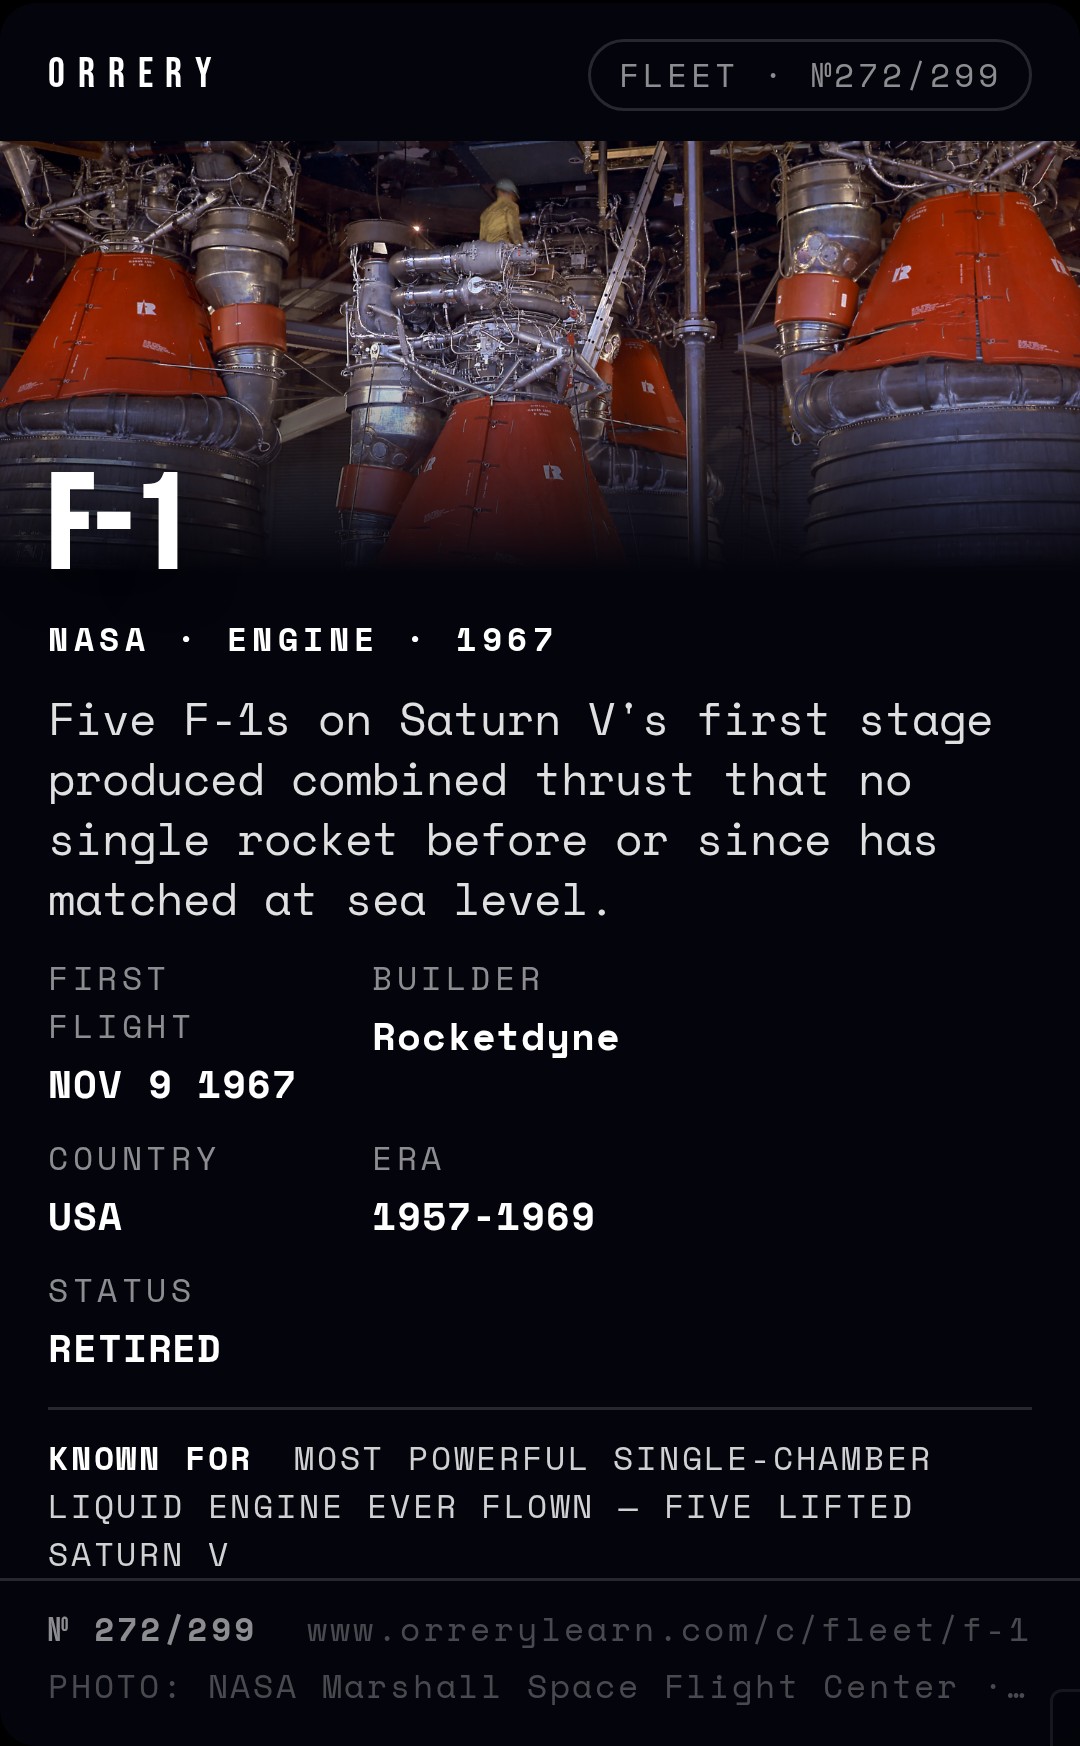 ORRERY
FLEET · №272/299
F-1
NASA · ENGINE · 1967
Five F-1s on Saturn V's first stage
produced combined thrust that no
single rocket before or since has
matched at sea level.
FIRST
FLIGHT
NOV 9 1967
BUILDER
Rocketdyne
COUNTRY
USA
ERA
1957-1969
STATUS
RETIRED
KNOWN FOR MOST POWERFUL SINGLE-CHAMBER
LIQUID ENGINE EVER FLOWN — FIVE LIFTED
SATURN V
№ 272/299 www.orrerylearn.com/c/fleet/f-1
PHOTO: NASA Marshall Space Flight Center ·…